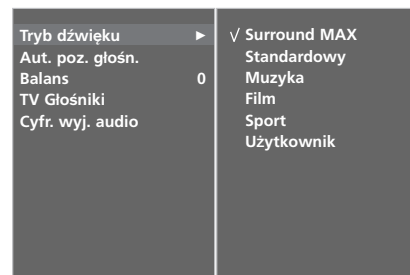 Tryb dźwięku ►
Aut. poz. głośn.
Balans 0
TV Głośniki
Cyfr. wyj. audio
√ Surround MAX
Standardowy
Muzyka
Film
Sport
Użytkownik